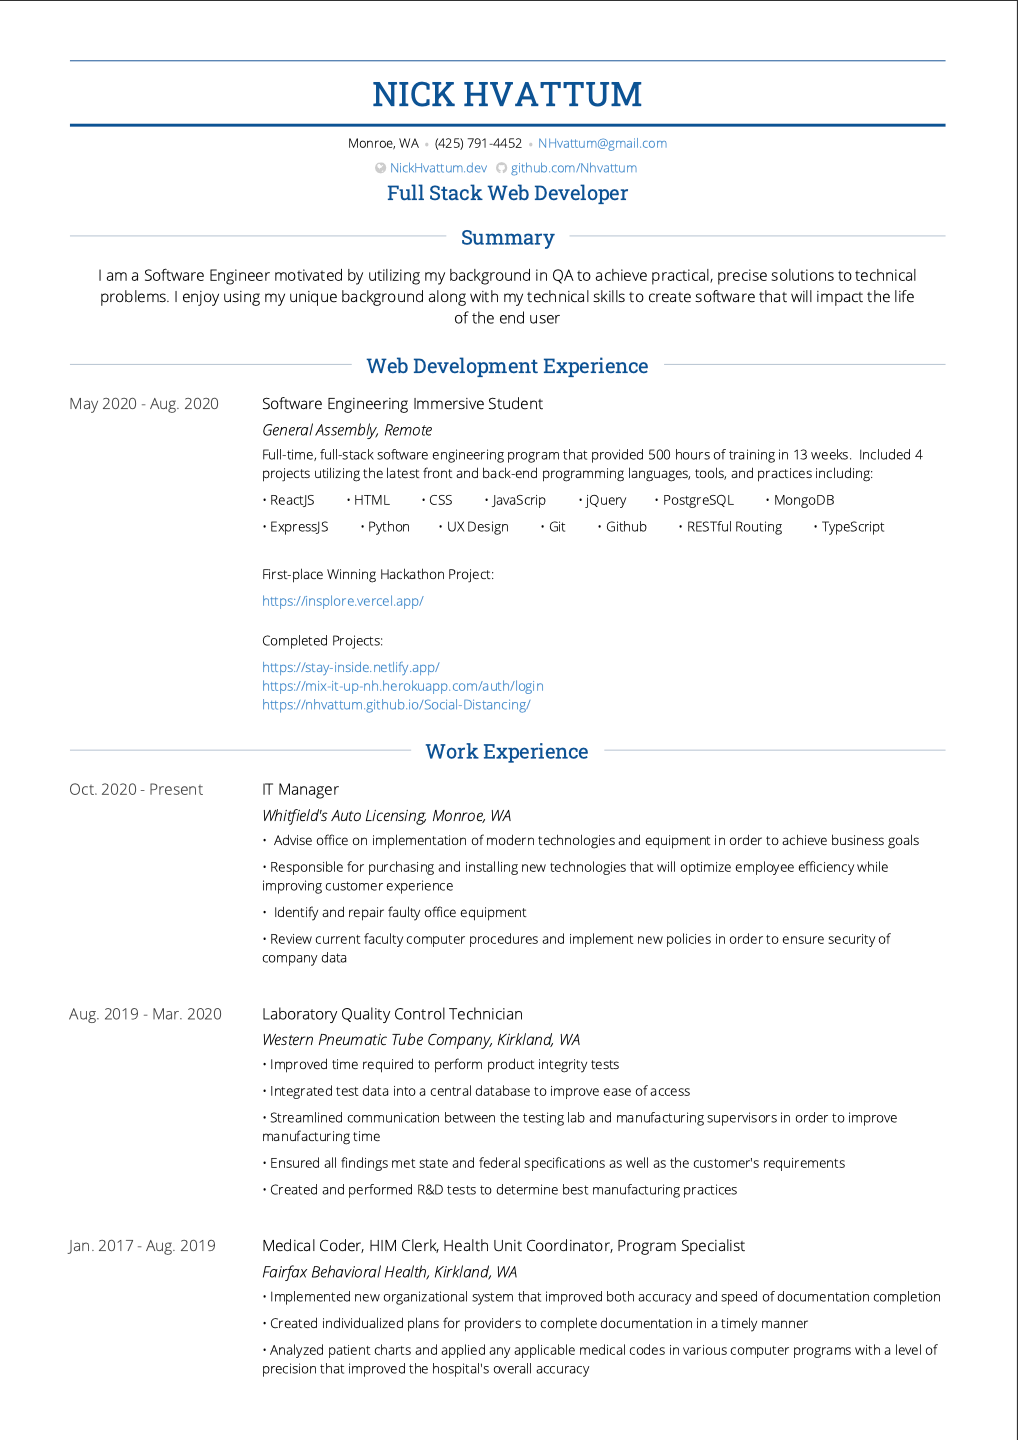 NICK HVATTUM
Monroe, WA • (425) 791-4452 • NHvattum@gmail.com
NickHvattum.dev github.com/Nhvattum
Full Stack Web Developer
Summary
I am a Software Engineer motivated by utilizing my background in QA to achieve practical, precise solutions to technical
problems. I enjoy using my unique background along with my technical skills to create software that will impact the life
of the end user
Web Development Experience
May 2020 - Aug. 2020
Software Engineering Immersive Student
General Assembly, Remote
Full-time, full-stack software engineering program that provided 500 hours of training in 13 weeks. Included 4
projects utilizing the latest front and back-end programming languages, tools, and practices including:
• ReactJS • HTML • CSS • JavaScrip • jQuery • PostgreSQL • MongoDB
• ExpressJS • Python • UX Design • Git • Github • RESTful Routing • TypeScript
First-place Winning Hackathon Project:
https://insplore.vercel.app/
Completed Projects:
https://stay-inside.netlify.app/
https://mix-it-up-nh.herokuapp.com/auth/login
https://nhvattum.github.io/Social-Distancing/
Work Experience
Oct. 2020 - Present
IT Manager
Whitfield's Auto Licensing, Monroe, WA
• Advise office on implementation of modern technologies and equipment in order to achieve business goals
• Responsible for purchasing and installing new technologies that will optimize employee efficiency while
improving customer experience
• Identify and repair faulty office equipment
• Review current faculty computer procedures and implement new policies in order to ensure security of
company data
Aug. 2019 - Mar. 2020
Laboratory Quality Control Technician
Western Pneumatic Tube Company, Kirkland, WA
• Improved time required to perform product integrity tests
• Integrated test data into a central database to improve ease of access
• Streamlined communication between the testing lab and manufacturing supervisors in order to improve
manufacturing time
• Ensured all findings met state and federal specifications as well as the customer's requirements
• Created and performed R&D tests to determine best manufacturing practices
Jan. 2017 - Aug. 2019
Medical Coder, HIM Clerk, Health Unit Coordinator, Program Specialist
Fairfax Behavioral Health, Kirkland, WA
• Implemented new organizational system that improved both accuracy and speed of documentation completion
• Created individualized plans for providers to complete documentation in a timely manner
• Analyzed patient charts and applied any applicable medical codes in various computer programs with a level of
precision that improved the hospital's overall accuracy